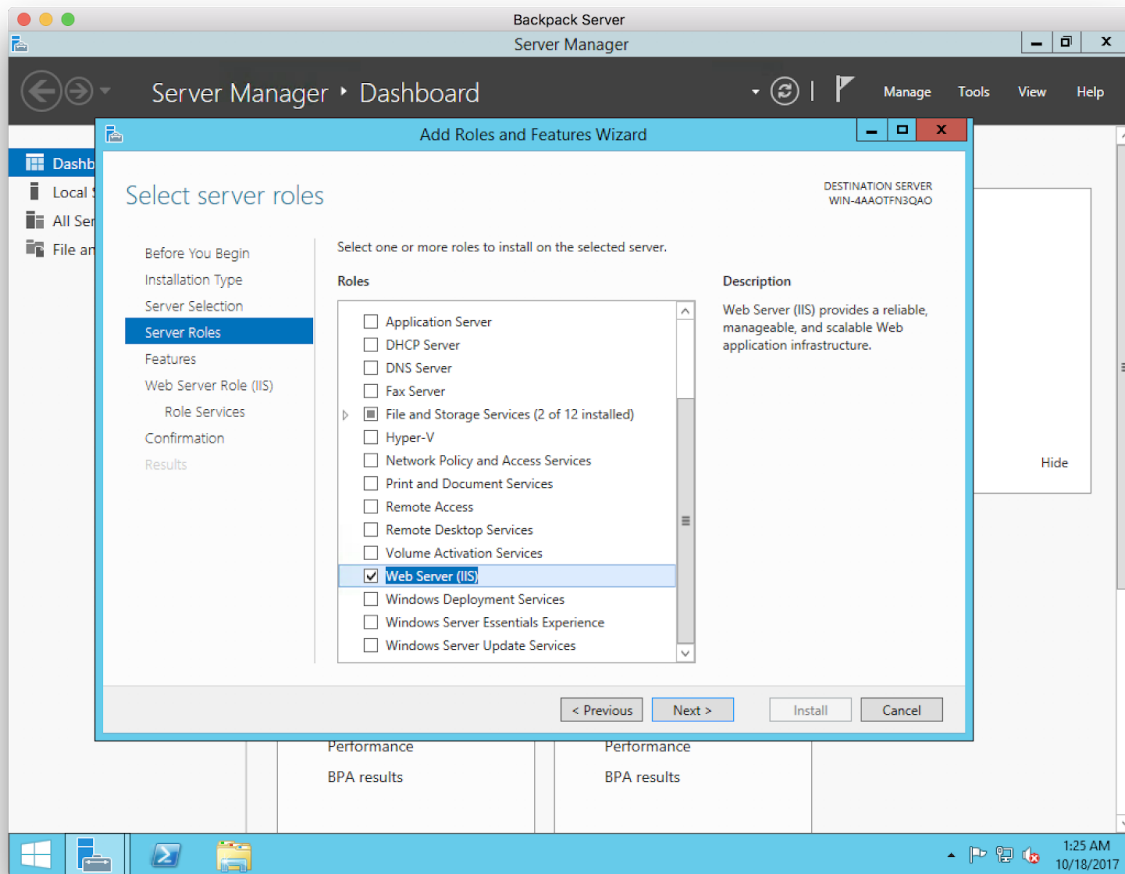 Backpack Server
Server Manager
Server Manager • Dashboard
Manage Tools View Help
Add Roles and Features Wizard
Dashb
Local
All Ser
File an
Select server roles
DESTINATION SERVER
WIN-4AAOTFN3QAO
Before You Begin
Installation Type
Server Selection
Server Roles
Features
Web Server Role (IIS)
Role Services
Confirmation
Results
Select one or more roles to install on the selected server.
Roles
Application Server
DHCP Server
DNS Server
Fax Server
File and Storage Services (2 of 12 installed)
Hyper-V
Network Policy and Access Services
Print and Document Services
Remote Access
Remote Desktop Services
Volume Activation Services
Web Server (IIS)
Windows Deployment Services
Windows Server Essentials Experience
Windows Server Update Services
Description
Web Server (IIS) provides a reliable,
manageable, and scalable Web
application infrastructure.
Hide
< Previous
Next >
Install
Cancel
Performance
BPA results
Performance
BPA results
1:25 AM
10/18/2017